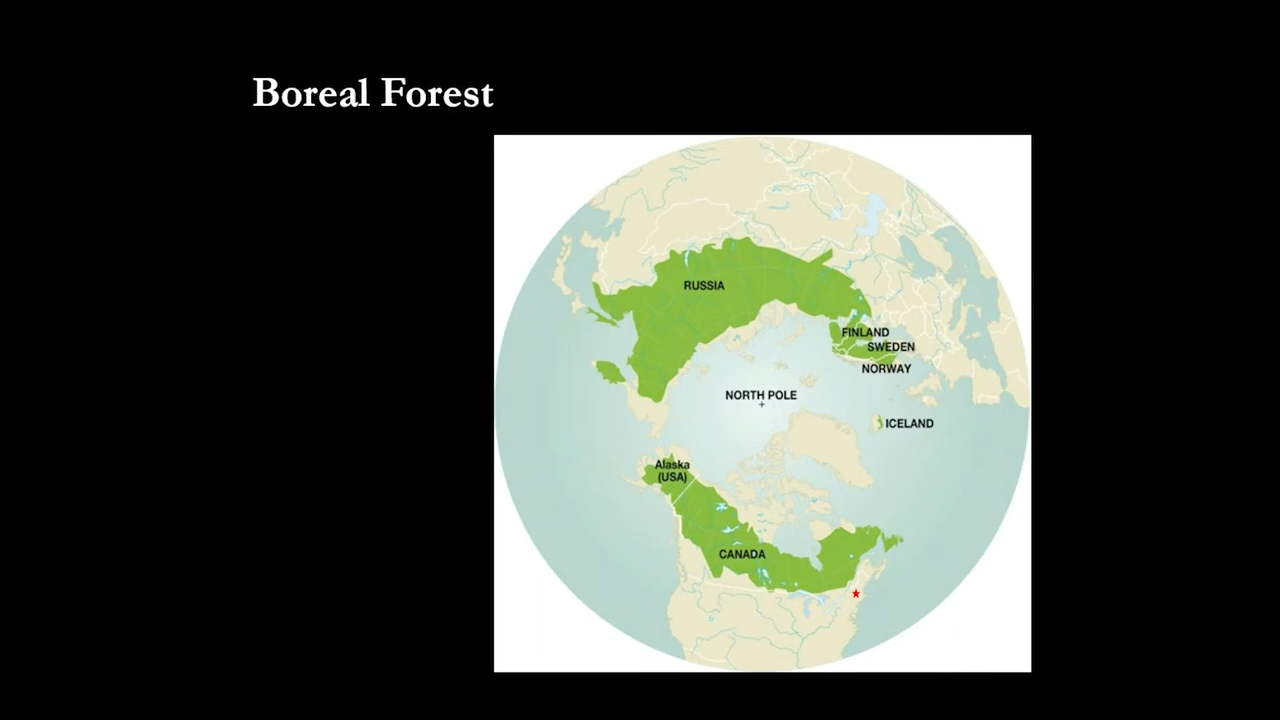 Boreal Forest
RUSSIA
FINLAND
SWEDEN
NORWAY
NORTH POLE
ICELAND
Alaska
(USA)
CANADA